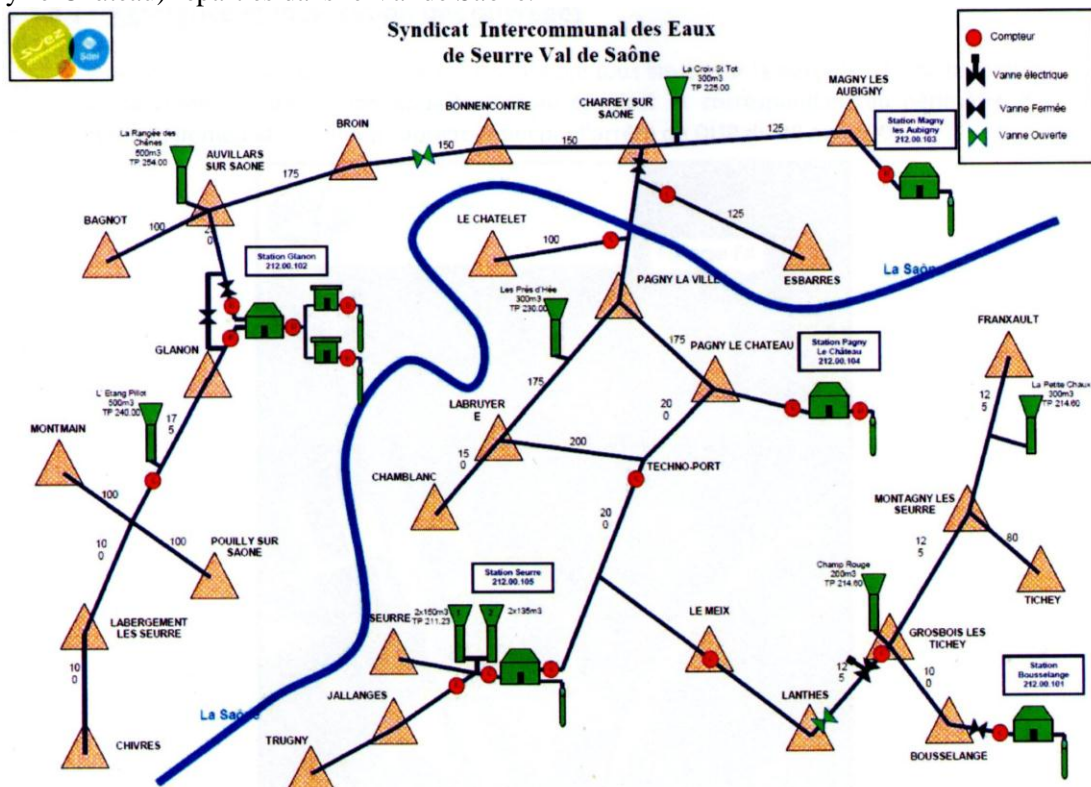 Syndicat Intercommunal des Eaux
de Seurre Val de Saône
suez
Compteur
Vanne électrique
Vanne Fermée
Vanne Ouverte
La Croix St Tot
300m3
TP 225.00
MAGNY LES
AUBIGNY
CHARREY SUR
SAONE
BONNENCONTRE
BROIN
La Rangée des
Chênes
500m3
TP 254.00
AUVILLARS
SUR SAONE
125
150
150
175
Station Magny
les Aubigny
212.00.103
BAGNOT
100
20
LE CHATELET
100
125
ESBARRES
La Saône
Station Glanon
212.00.102
PAGNY LA VILLE
Les Prés d'Hée
300m3
TP 230.00
GLANON
175
PAGNY LE CHATEAU
Station Pagny
Le Château
212.00.104
FRANXAULT
L' Etang Pillot
500m3
TP 240.00
17
5
175
20
0
12
5
La Petite Chaux
300m3
TP 214.60
LABRUYER
E
MONTMAIN
15
0
200
TECHNO-PORT
CHAMBLANC
100
MONTAGNY LES
SEURRE
20
0
10
0
100
POUILLY SUR
SAONE
12
5
80
TICHEY
Station Seurre
212.00.105
Champ Rouge
200m3
TP 214.60
LABERGEMENT
LES SEURRE
SEURRE
2x150m3
TP 211.23
1
2
2x135m3
LE MEIX
GROSBOIS LES
TICHEY
10
0
JALLANGES
12
5
10
0
Station
Bousselange
212.00.101
LANTHES
La Saône
CHIVRES
TRUGNY
BOUSSELANGE